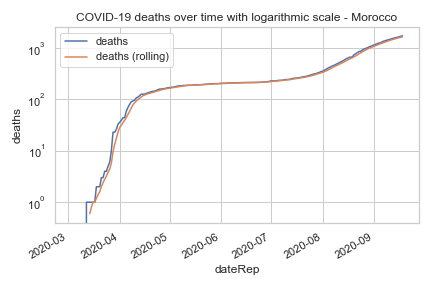 COVID-19 deaths over time with logarithmic scale - Morocco
deaths
deaths (rolling)
deaths
10³
10²
10¹
10⁰
2020-03
2020-04
2020-05
2020-06
2020-07
2020-08
2020-09
dateRep